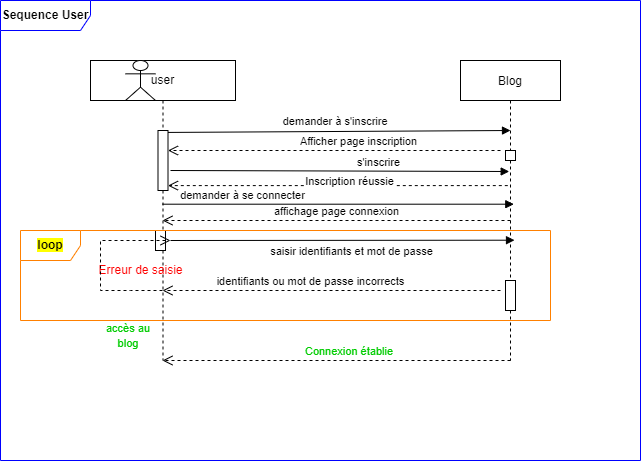 Sequence User
user
Blog
demander à s'inscrire
Afficher page inscription
s'inscrire
Inscription réussie
demander à se connecter
affichage page connexion
loop
saisir identifiants et mot de passe
Erreur de saisie
identifiants ou mot de passe incorrects
accès au
blog
Connexion établie